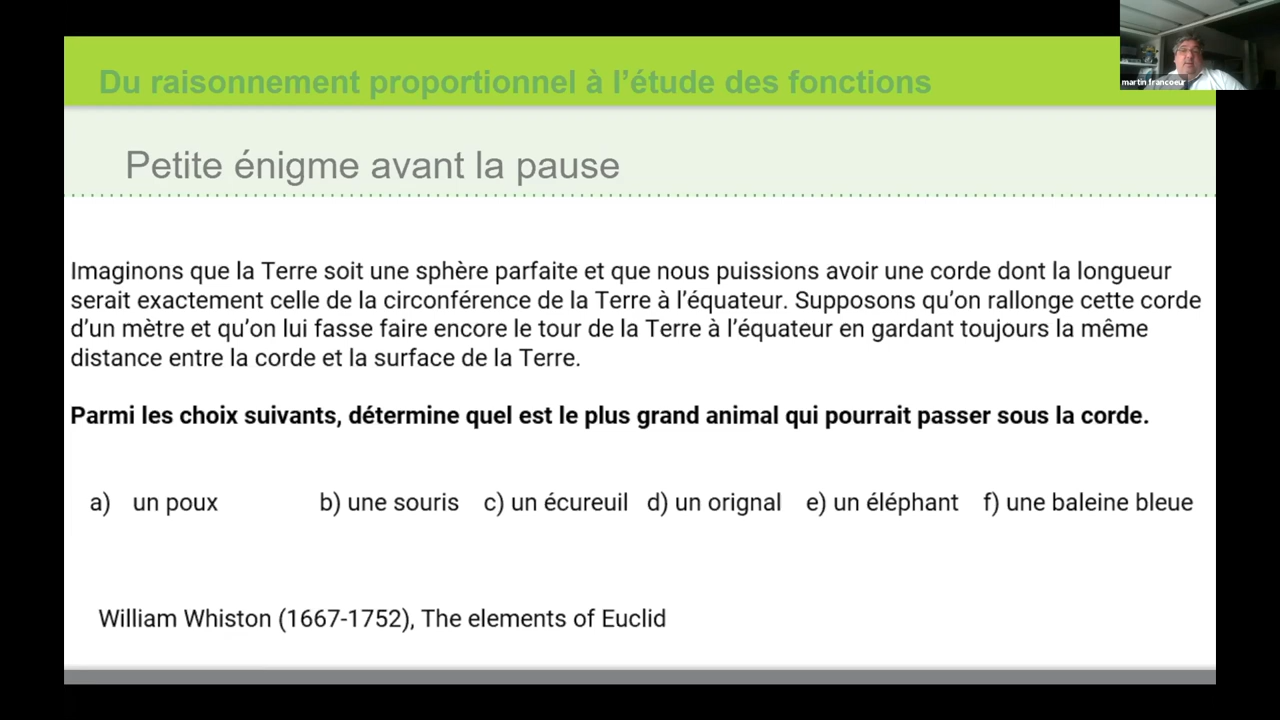 Du raisonnement proportionnel à l’étude des fonctions
martin francoeur
Petite énigme avant la pause
Imaginons que la Terre soit une sphère parfaite et que nous puissions avoir une corde dont la longueur
serait exactement celle de la circonférence de la Terre à l’équateur. Supposons qu’on rallonge cette corde
d’un mètre et qu’on lui fasse faire encore le tour de la Terre à l’équateur en gardant toujours la même
distance entre la corde et la surface de la Terre.
Parmi les choix suivants, détermine quel est le plus grand animal qui pourrait passer sous la corde.
a) un poux b) une souris c) un écureuil d) un orignal e) un éléphant f) une baleine bleue
William Whiston (1667-1752), The elements of Euclid